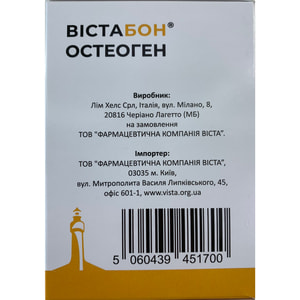 ВІСТАБОН®
ОСТЕОГЕН
Виробник:
Лім Хелс Срл, Італія, вул. Мілано, 8,
20816 Черіано Лагетто (МБ)
на замовлення
ТОВ "ФАРМАЦЕВТИЧНА КОМПАНІЯ ВІСТА".
Імпортер:
ТОВ "ФАРМАЦЕВТИЧНА КОМПАНІЯ ВІСТА",
03035 м. Київ,
вул. Митрополита Василя Липківського, 45,
офіс 601-1, www.vista.org.ua
5 060439 451700